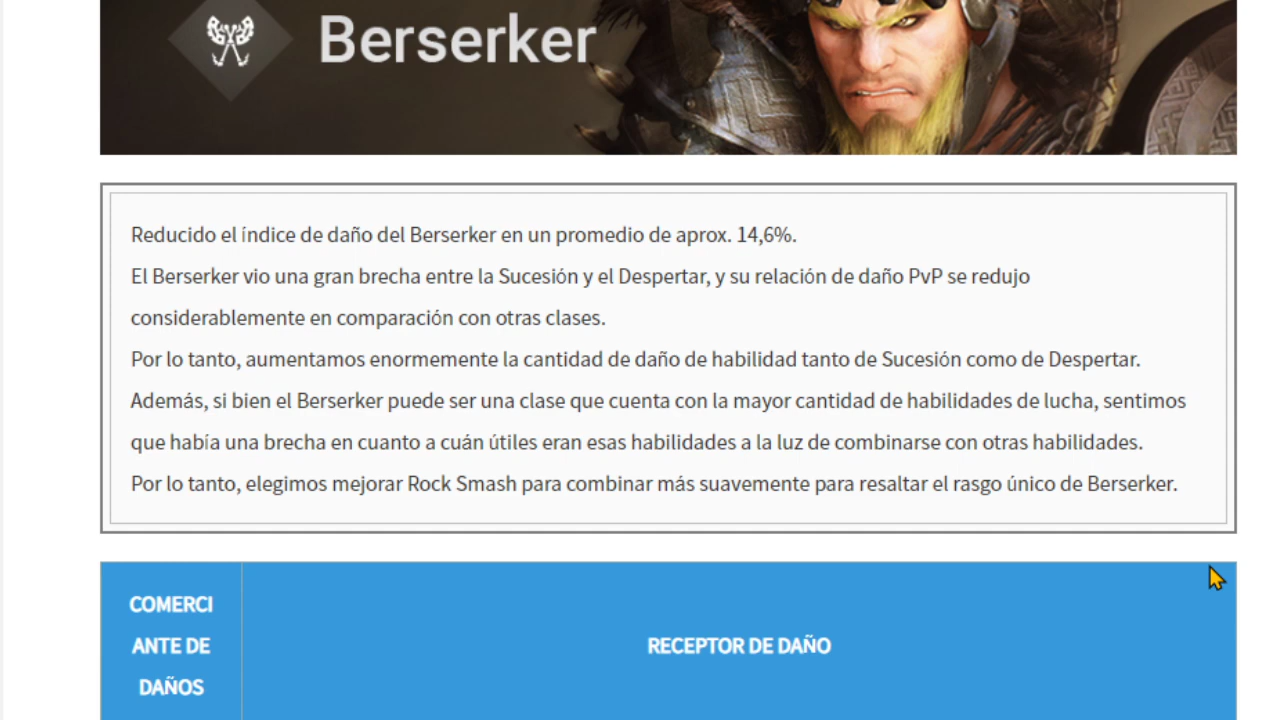 Berserker
Reducido el índice de daño del Berserker en un promedio de aprox. 14,6%.
El Berserker vio una gran brecha entre la Sucesión y el Despertar, y su relación de daño PvP se redujo
considerablemente en comparación con otras clases.
Por lo tanto, aumentamos enormemente la cantidad de daño de habilidad tanto de Sucesión como de Despertar.
Además, si bien el Berserker puede ser una clase que cuenta con la mayor cantidad de habilidades de lucha, sentimos
que había una brecha en cuanto a cuán útiles eran esas habilidades a la luz de combinarse con otras habilidades.
Por lo tanto, elegimos mejorar Rock Smash para combinar más suavemente para resaltar el rasgo único de Berserker.
COMERCI
ANTE DE
DAÑOS
RECEPTOR DE DAÑO